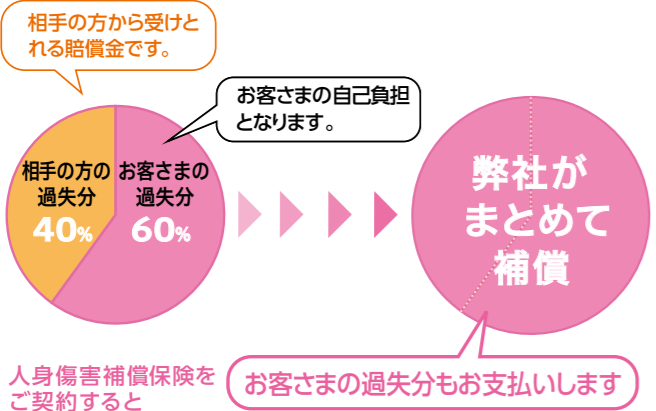 相手の方から受けと
れる賠償金です。
お客さまの自己負担
となります。
相手の方の
過失分
40%
お客さまの
過失分
60%
弊社が
まとめて
補償
人身傷害補償保険を
ご契約すると
お客さまの過失分もお支払いします